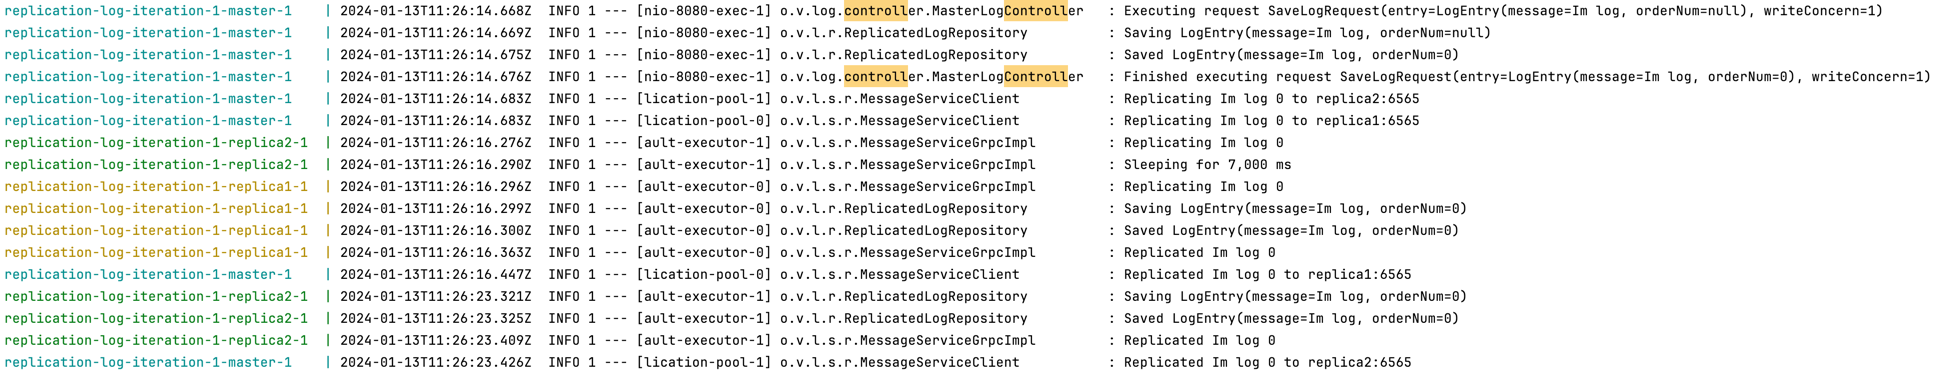 replication-log-iteration-1-master-1 | 2024-01-13T11:26:14.668Z INFO 1 --- [nio-8080-exec-1] o.v.log.controller.MasterLogController : Executing request SaveLogRequest(entry=LogEntry(message=Im log, orderNum=null), writeConcern=1)
replication-log-iteration-1-master-1 | 2024-01-13T11:26:14.669Z INFO 1 --- [nio-8080-exec-1] o.v.l.r.ReplicatedLogRepository : Saving LogEntry(message=Im log, orderNum=null)
replication-log-iteration-1-master-1 | 2024-01-13T11:26:14.675Z INFO 1 --- [nio-8080-exec-1] o.v.l.r.ReplicatedLogRepository : Saved LogEntry(message=Im log, orderNum=0)
replication-log-iteration-1-master-1 | 2024-01-13T11:26:14.676Z INFO 1 --- [nio-8080-exec-1] o.v.log.controller.MasterLogController : Finished executing request SaveLogRequest(entry=LogEntry(message=Im log, orderNum=0), writeConcern=1)
replication-log-iteration-1-master-1 | 2024-01-13T11:26:14.683Z INFO 1 --- [lication-pool-1] o.v.l.s.r.MessageServiceClient : Replicating Im log 0 to replica2:6565
replication-log-iteration-1-master-1 | 2024-01-13T11:26:14.683Z INFO 1 --- [lication-pool-0] o.v.l.s.r.MessageServiceClient : Replicating Im log 0 to replica1:6565
replication-log-iteration-1-replica2-1 | 2024-01-13T11:26:16.276Z INFO 1 --- [ault-executor-1] o.v.l.s.r.MessageServiceGrpcImpl : Replicating Im log 0
replication-log-iteration-1-replica2-1 | 2024-01-13T11:26:16.290Z INFO 1 --- [ault-executor-1] o.v.l.s.r.MessageServiceGrpcImpl : Sleeping for 7,000 ms
replication-log-iteration-1-replica1-1 | 2024-01-13T11:26:16.296Z INFO 1 --- [ault-executor-0] o.v.l.s.r.MessageServiceGrpcImpl : Replicating Im log 0
replication-log-iteration-1-replica1-1 | 2024-01-13T11:26:16.299Z INFO 1 --- [ault-executor-0] o.v.l.r.ReplicatedLogRepository : Saving LogEntry(message=Im log, orderNum=0)
replication-log-iteration-1-replica1-1 | 2024-01-13T11:26:16.300Z INFO 1 --- [ault-executor-0] o.v.l.r.ReplicatedLogRepository : Saved LogEntry(message=Im log, orderNum=0)
replication-log-iteration-1-replica1-1 | 2024-01-13T11:26:16.363Z INFO 1 --- [ault-executor-0] o.v.l.s.r.MessageServiceGrpcImpl : Replicated Im log 0
replication-log-iteration-1-master-1 | 2024-01-13T11:26:16.447Z INFO 1 --- [lication-pool-0] o.v.l.s.r.MessageServiceClient : Replicated Im log 0 to replica1:6565
replication-log-iteration-1-replica2-1 | 2024-01-13T11:26:23.321Z INFO 1 --- [ault-executor-1] o.v.l.r.ReplicatedLogRepository : Saving LogEntry(message=Im log, orderNum=0)
replication-log-iteration-1-replica2-1 | 2024-01-13T11:26:23.325Z INFO 1 --- [ault-executor-1] o.v.l.r.ReplicatedLogRepository : Saved LogEntry(message=Im log, orderNum=0)
replication-log-iteration-1-replica2-1 | 2024-01-13T11:26:23.409Z INFO 1 --- [ault-executor-1] o.v.l.s.r.MessageServiceGrpcImpl : Replicated Im log 0
replication-log-iteration-1-master-1 | 2024-01-13T11:26:23.426Z INFO 1 --- [lication-pool-1] o.v.l.s.r.MessageServiceClient : Replicated Im log 0 to replica2:6565